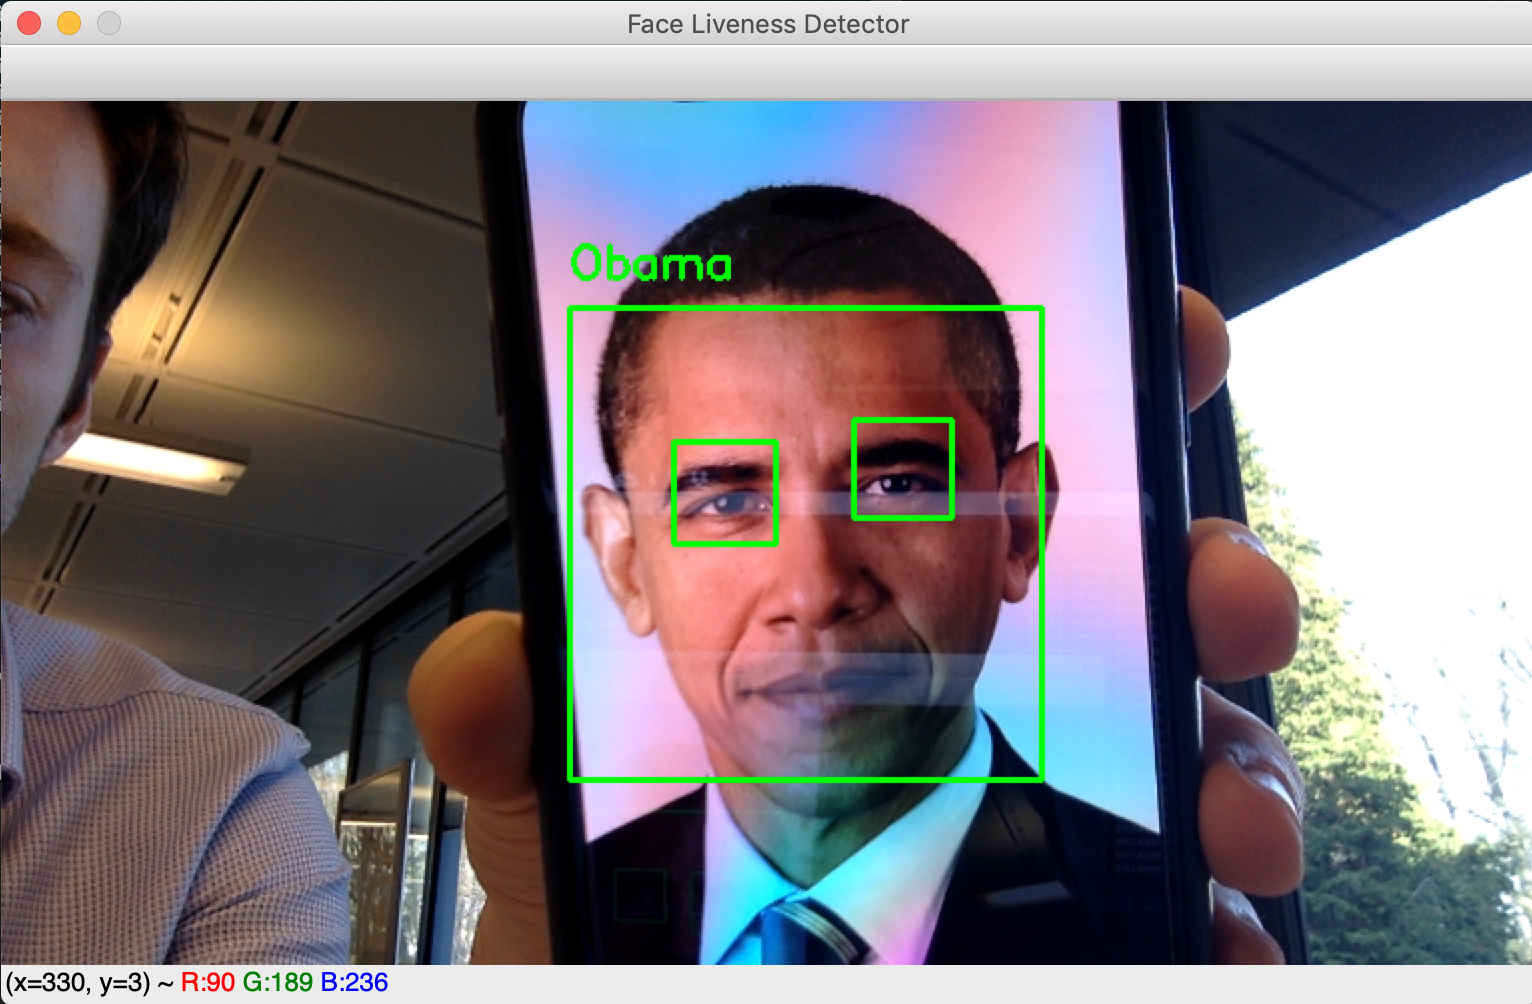 Face Liveness Detector
Obama
(x=330, y=3) ~ R:90 G:189 B:236